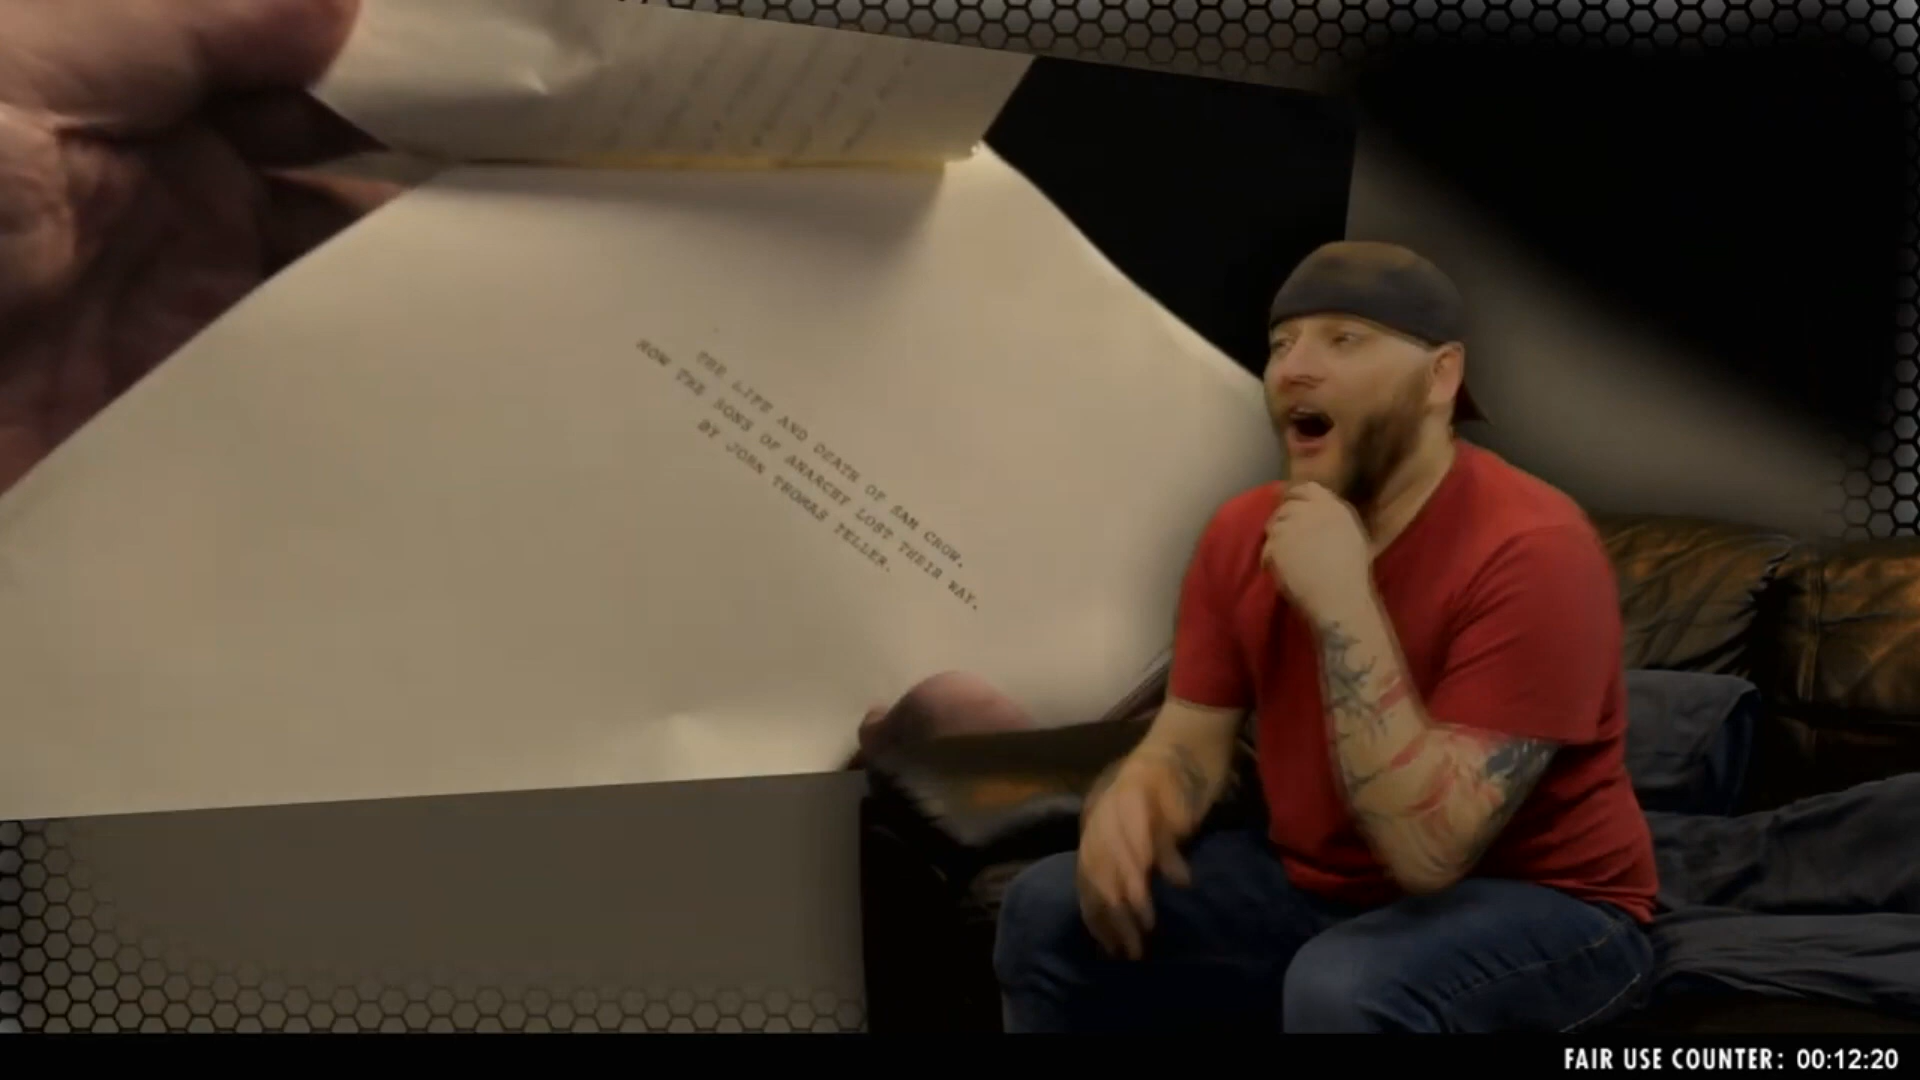 THE LIFE AND DEATH OF SAM CROW.
HOW THE SONS OF ANARCHY LOST THEIR WAY.
BY JOHN THOMAS TELLER.
FAIR USE COUNTER: 00:12:20